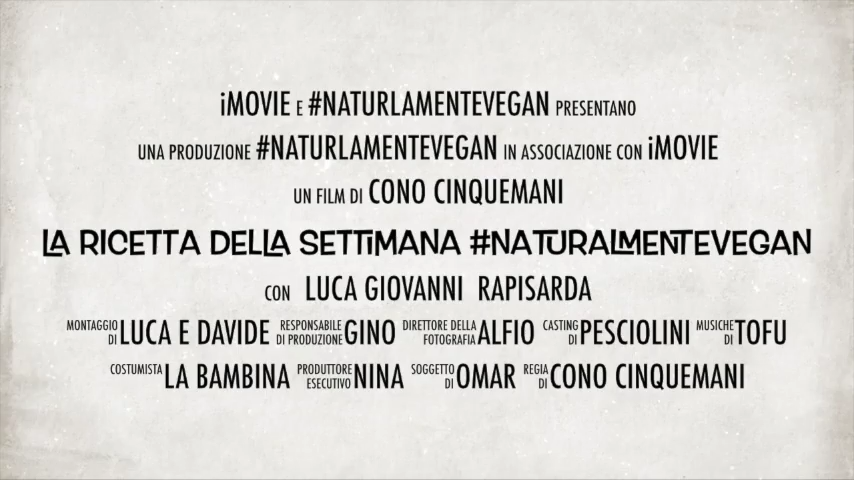 iMOVIE E #NATURLAMENTEVEGAN PRESENTANO
UNA PRODUZIONE #NATURLAMENTEVEGAN IN ASSOCIAZIONE CON iMOVIE
UN FILM DI CONO CINQUEMANI
LA RICETTA DELLA SETTIMANA #NATURALMENTEVEGAN
CON LUCA GIOVANNI RAPISARDA
MONTAGGIO DI LUCA E DAVIDE RESPONSABILE DI PRODUZIONE GINO DIRETTORE DELLA FOTOGRAFIA ALFIO CASTING DI PESCIOLINI MUSICHE DI TOFU
COSTUMISTA LA BAMBINA PRODUTTORE ESECUTIVO NINA SOGGETTO DI OMAR REGIA DI CONO CINQUEMANI